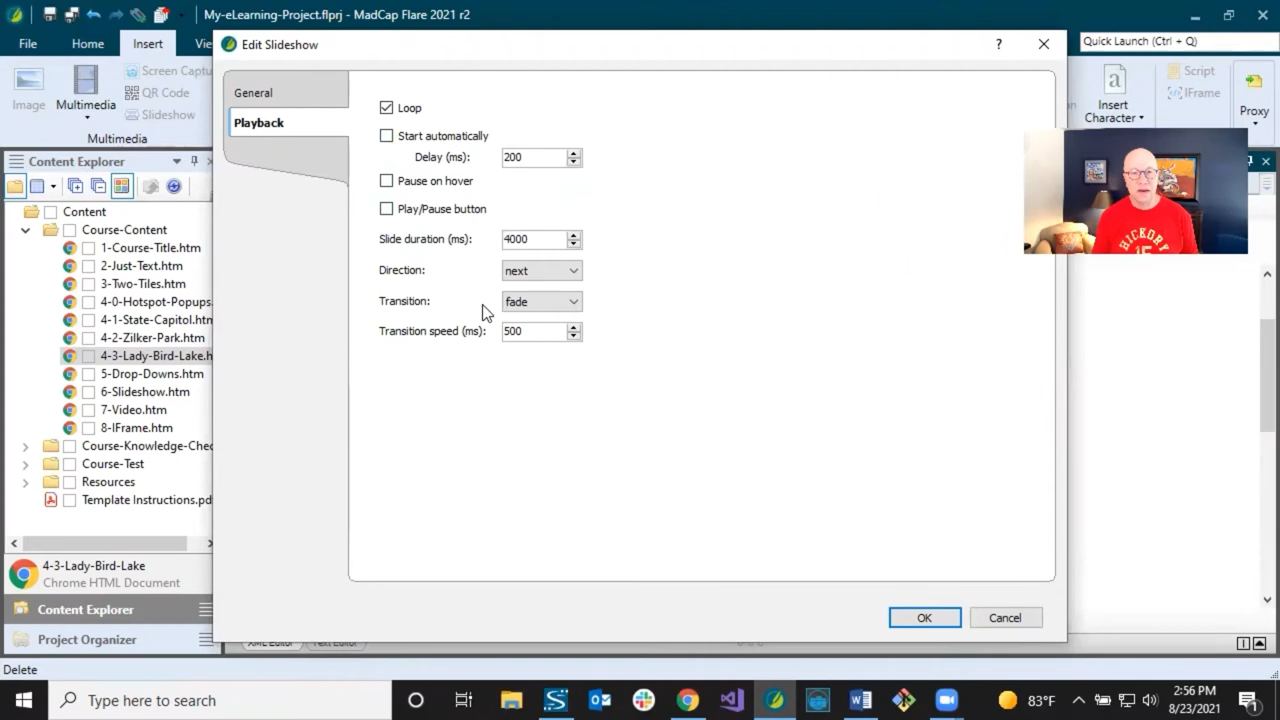 My-eLearning-Project.flprj - MadCap Flare 2021 r2
File
Home
Insert
Vie
Quick Launch (Ctrl + Q)
Image
Multimedia
Screen Captu
QR Code
Slideshow
Multimedia
Insert
Character
Script
IFrame
Proxy
Edit Slideshow
?
General
Playback
Loop
Start automatically
Delay (ms):
200
Pause on hover
Play/Pause button
Slide duration (ms):
4000
Direction:
next
Transition:
fade
Transition speed (ms):
500
OK
Cancel
HICKORY
15
Content Explorer
Content
Course-Content
1-Course-Title.htm
2-Just-Text.htm
3-Two-Tiles.htm
4-0-Hotspot-Popups.
4-1-State-Capitol.htm
4-2-Zilker-Park.htm
4-3-Lady-Bird-Lake.h
5-Drop-Downs.htm
6-Slideshow.htm
7-Video.htm
8-IFrame.htm
Course-Knowledge-Chec
Course-Test
Resources
Template Instructions.pd
4-3-Lady-Bird-Lake
Chrome HTML Document
Content Explorer
Project Organizer
XML Editor
Text Editor
Delete
Type here to search
83°F
2:56 PM
8/23/2021
1